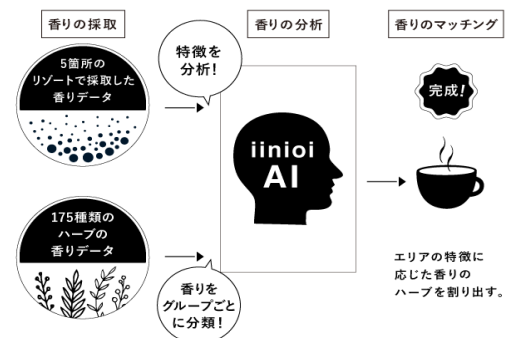 香りの採取
香りの分析
香りのマッチング
5箇所の
リゾートで採取した
香りデータ
特徴を
分析！
iinioi
AI
完成！
175種類の
ハーブの
香りデータ
香りを
グループごと
に分類！
エリアの特徴に
応じた香りの
ハーブを割り出す。